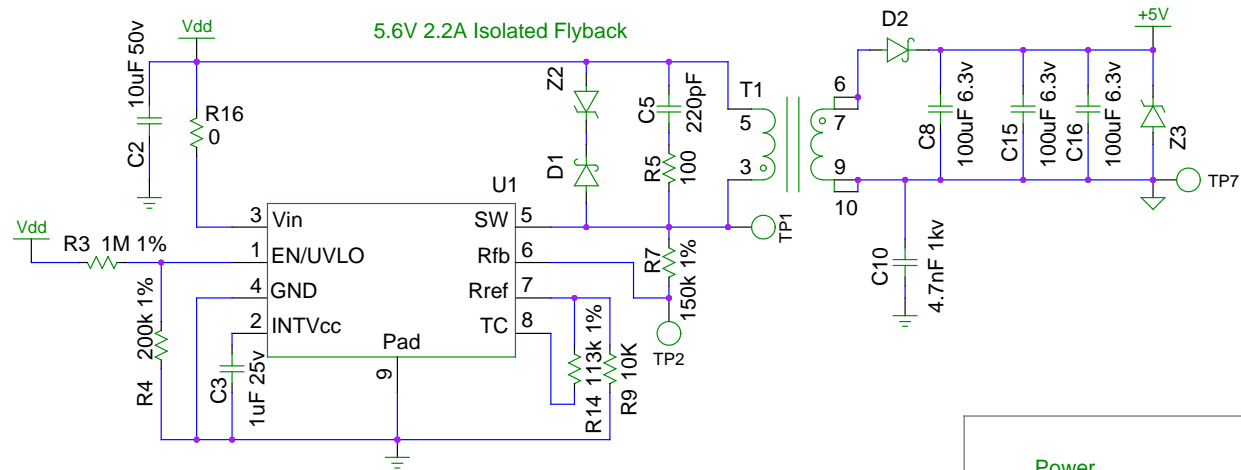 Vdd
5.6V 2.2A Isolated Flyback
D2
+5V
10uF 50v
C2
R16
0
Z2
D1
C5
220pF
R5
100
T1
5
3
6
7
9
10
C8
100uF 6.3v
C15
100uF 6.3v
C16
100uF 6.3v
Z3
TP7
U1
3
Vin
SW
5
TP1
Vdd
R3
1M 1%
1
EN/UVLO
Rfb
6
R7
150k 1%
C10
4.7nF 1kv
4
GND
Rref
7
2
INTVcc
TC
8
TP2
200k 1%
R4
C3
1uF 25v
Pad
9
R14
113k 1%
R9
10K
Power